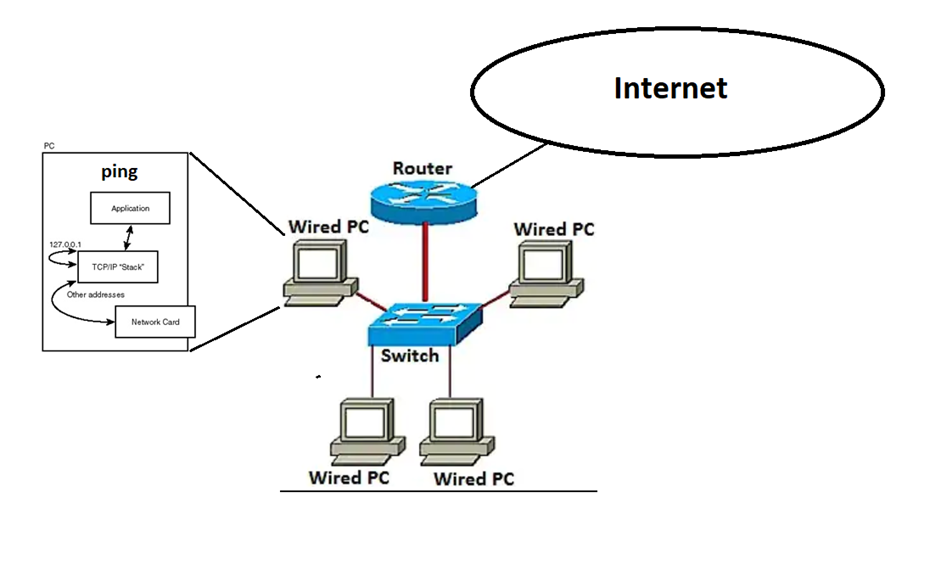 Internet
PC
ping
Router
Application
Wired PC
Wired PC
127.0.0.1
TCP/IP "Stack"
Other addresses
Network Card
Switch
Wired PC
Wired PC